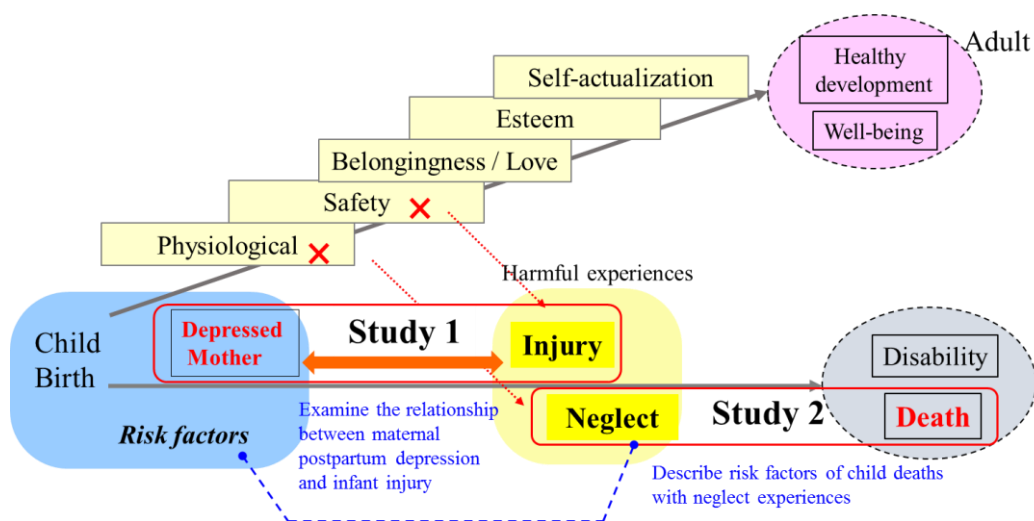 Adult
Healthy
development
Well-being
Self-actualization
Esteem
Belongingness / Love
Safety
Physiological
Harmful experiences
Child
Birth
Depressed
Mother
Study 1
Injury
Disability
Risk factors
Examine the relationship
between maternal
postpartum depression
and infant injury
Neglect
Study 2
Death
Describe risk factors of child deaths
with neglect experiences